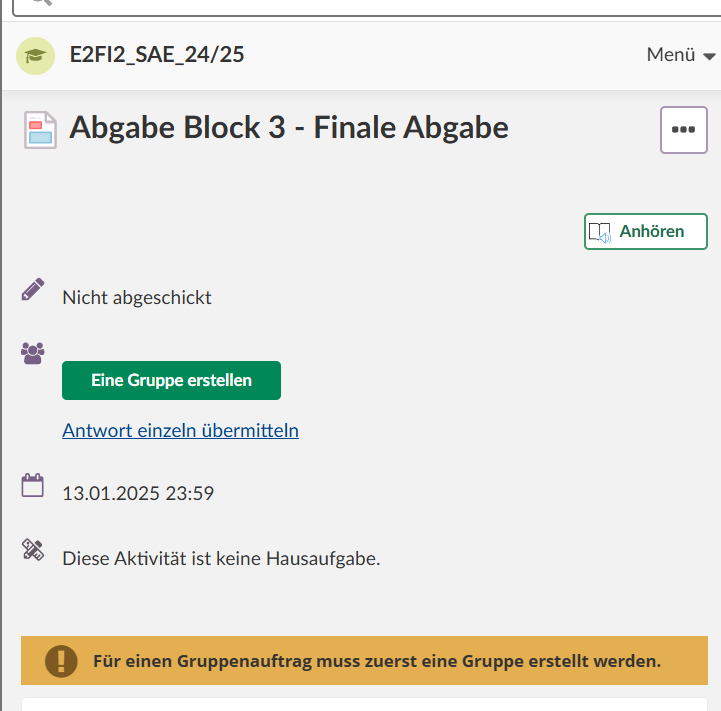 E2FI2_SAE_24/25
Menü
Abgabe Block 3 - Finale Abgabe
Anhören
Nicht abgeschickt
Eine Gruppe erstellen
Antwort einzeln übermitteln
13.01.2025 23:59
Diese Aktivität ist keine Hausaufgabe.
Für einen Gruppenauftrag muss zuerst eine Gruppe erstellt werden.